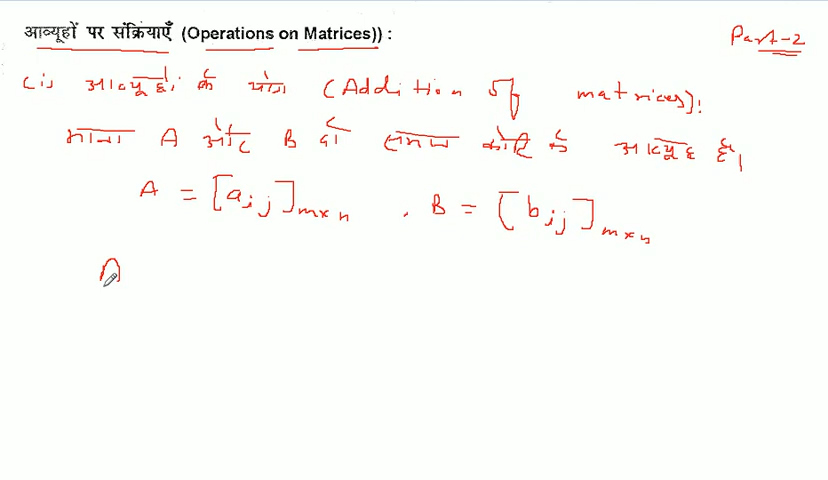 आव्यूहों पर संक्रियाएँ (Operations on Matrices)) :
Part-2
(i) आव्यूहों के योग (Addition of matrices):
माना A और B दो समान कोटि के आव्यूह हैं।
A = [aij]m×n , B = [bij]m×n
A